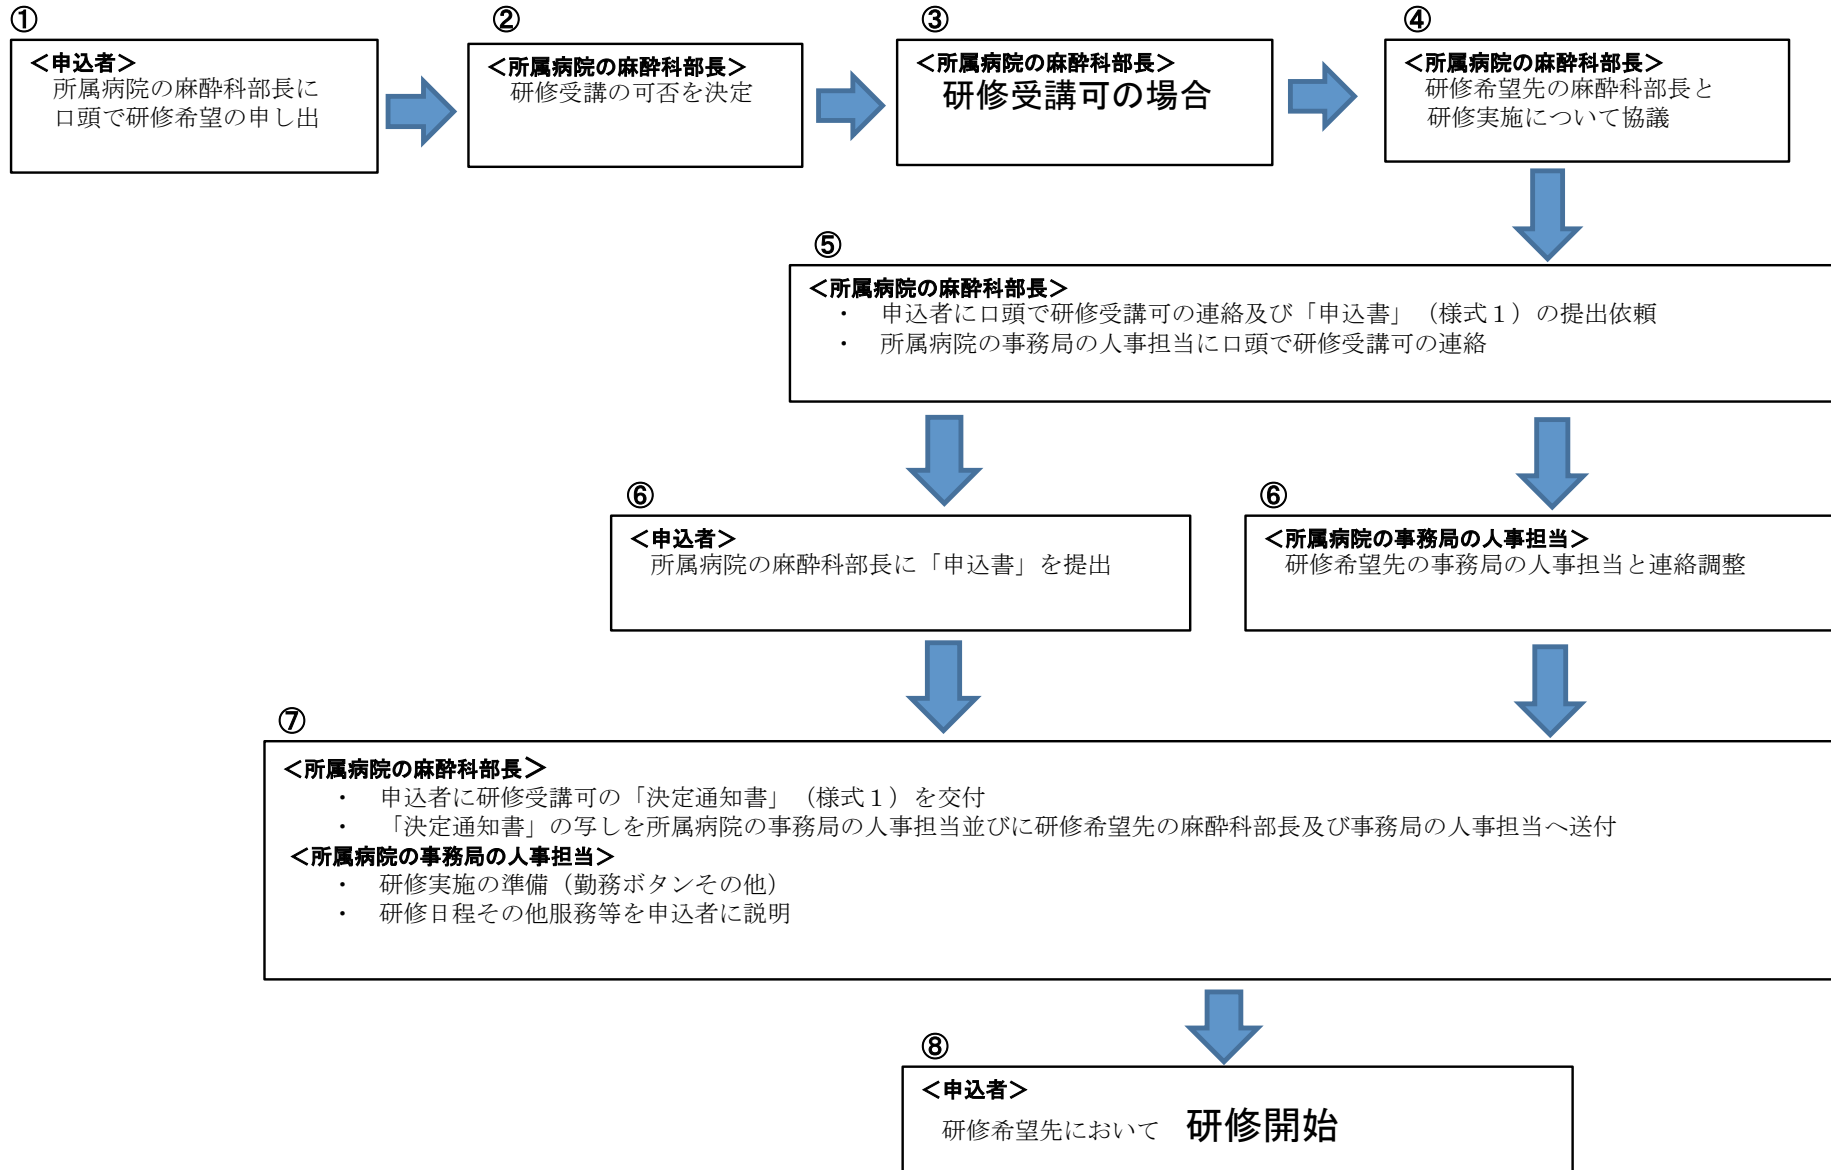 ①
＜申込者＞
所属病院の麻酔科部長に
口頭で研修希望の申し出
②
＜所属病院の麻酔科部長＞
研修受講の可否を決定
③
＜所属病院の麻酔科部長＞
研修受講可の場合
④
＜所属病院の麻酔科部長＞
研修希望先の麻酔科部長と
研修実施について協議
⑤
＜所属病院の麻酔科部長＞
・　申込者に口頭で研修受講可の連絡及び「申込書」（様式１）の提出依頼
・　所属病院の事務局の人事担当に口頭で研修受講可の連絡
⑥
＜申込者＞
所属病院の麻酔科部長に「申込書」を提出
⑥
＜所属病院の事務局の人事担当＞
研修希望先の事務局の人事担当と連絡調整
⑦
＜所属病院の麻酔科部長＞
・　申込者に研修受講可の「決定通知書」（様式１）を交付
・　「決定通知書」の写しを所属病院の事務局の人事担当並びに研修希望先の麻酔科部長及び事務局の人事担当へ送付
＜所属病院の事務局の人事担当＞
・　研修実施の準備（勤務ボタンその他）
・　研修日程その他服務等を申込者に説明
⑧
＜申込者＞
研修希望先において　研修開始